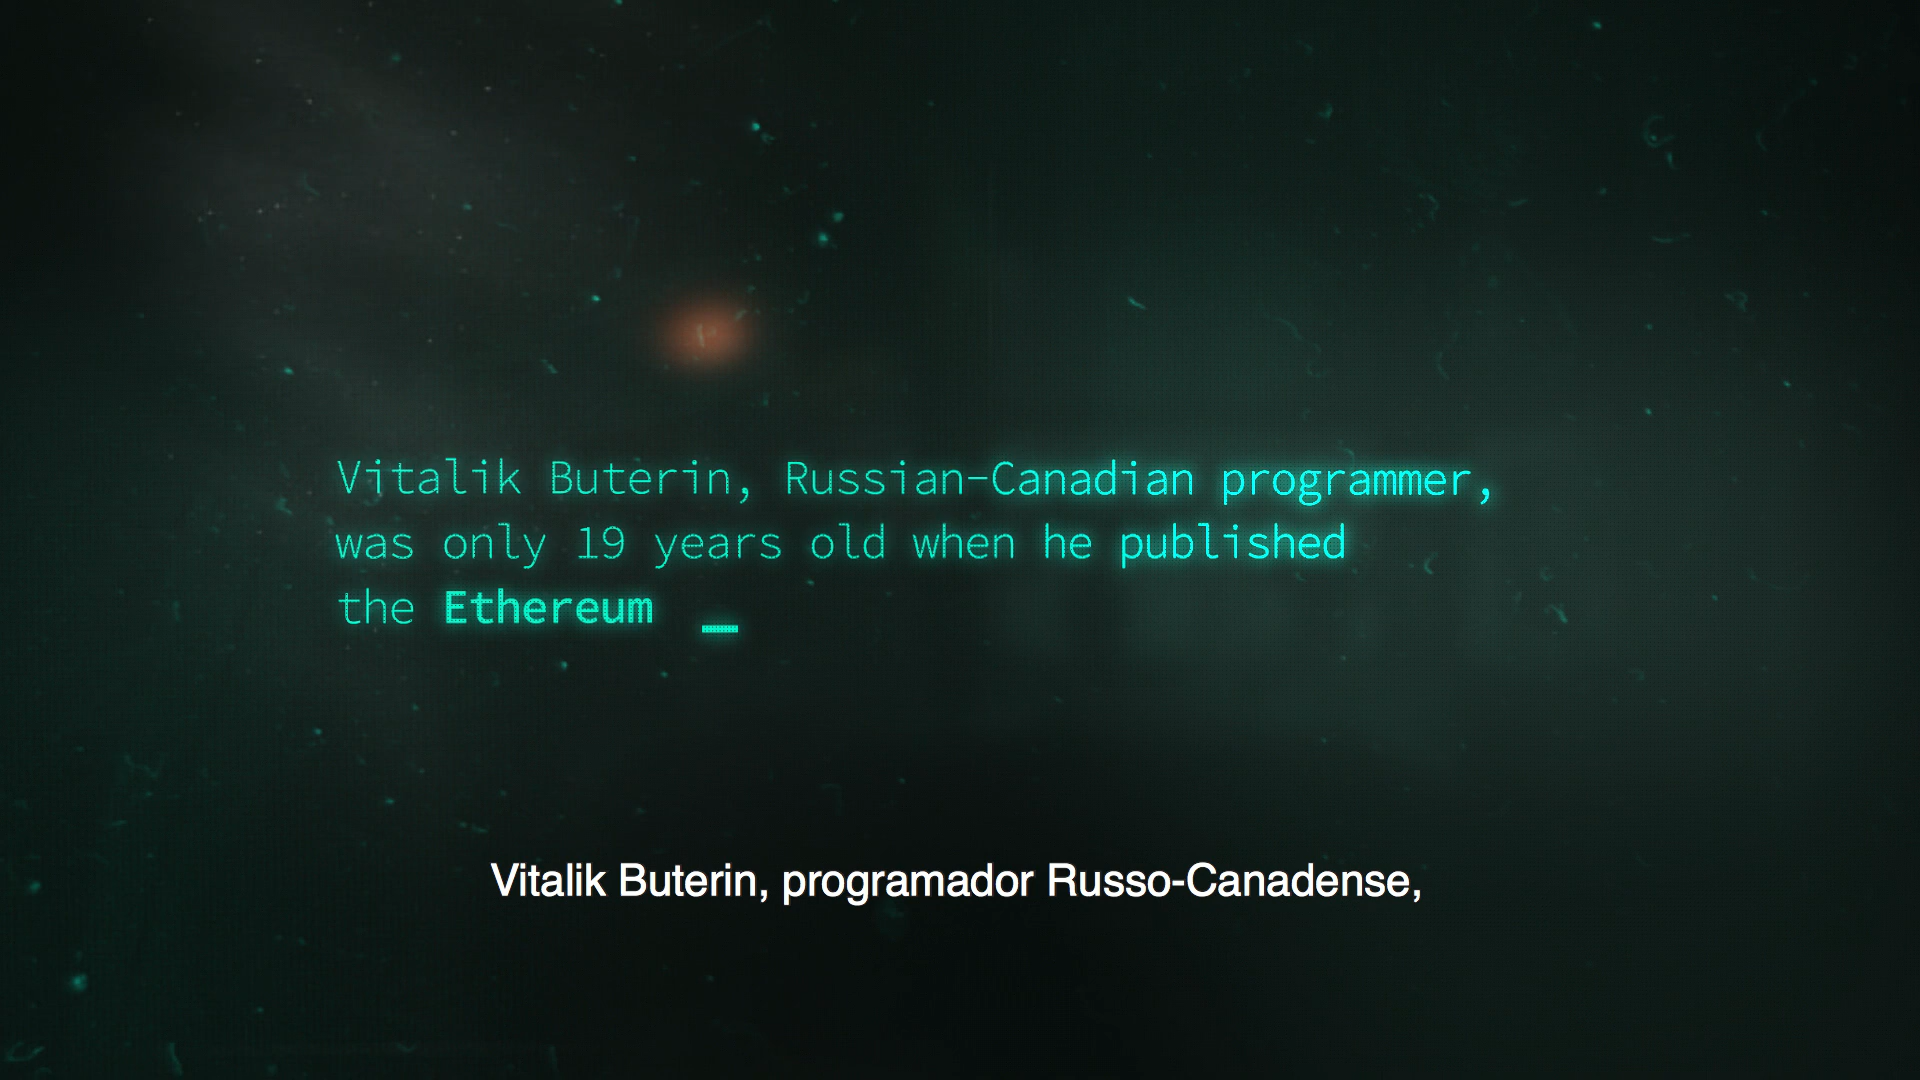 Vitalik Buterin, Russian-Canadian programmer,
was only 19 years old when he published
the Ethereum _
Vitalik Buterin, programador Russo-Canadense,